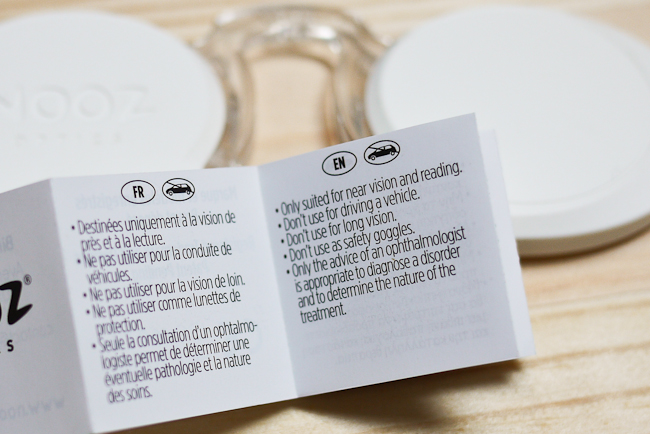 NOOZ
FR
• Destinées uniquement à la vision de
près et à la lecture.
• Ne pas utiliser pour la conduite de
véhicules.
• Ne pas utiliser pour la vision de loin.
• Ne pas utiliser comme lunettes de
protection.
• Seule la consultation d'un ophtalmo-
logiste permet de déterminer une
éventuelle pathologie et la nature
des soins.
EN
• Only suited for near vision and reading.
• Don't use for driving a vehicle.
• Don't use for long vision.
• Don't use as safety goggles.
• Only the advice of an ophthalmologist
is appropriate to diagnose a disorder
and to determine the nature of the
treatment.